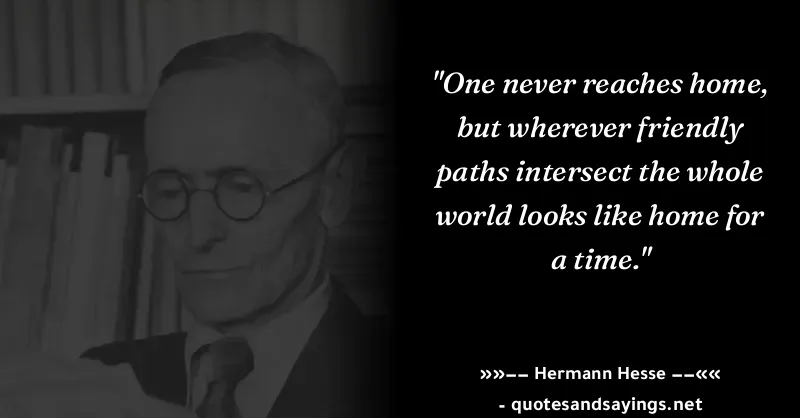 "One never reaches home,
but wherever friendly
paths intersect the whole
world looks like home for
a time."
»»–– Hermann Hesse ––««
- quotesandsayings.net